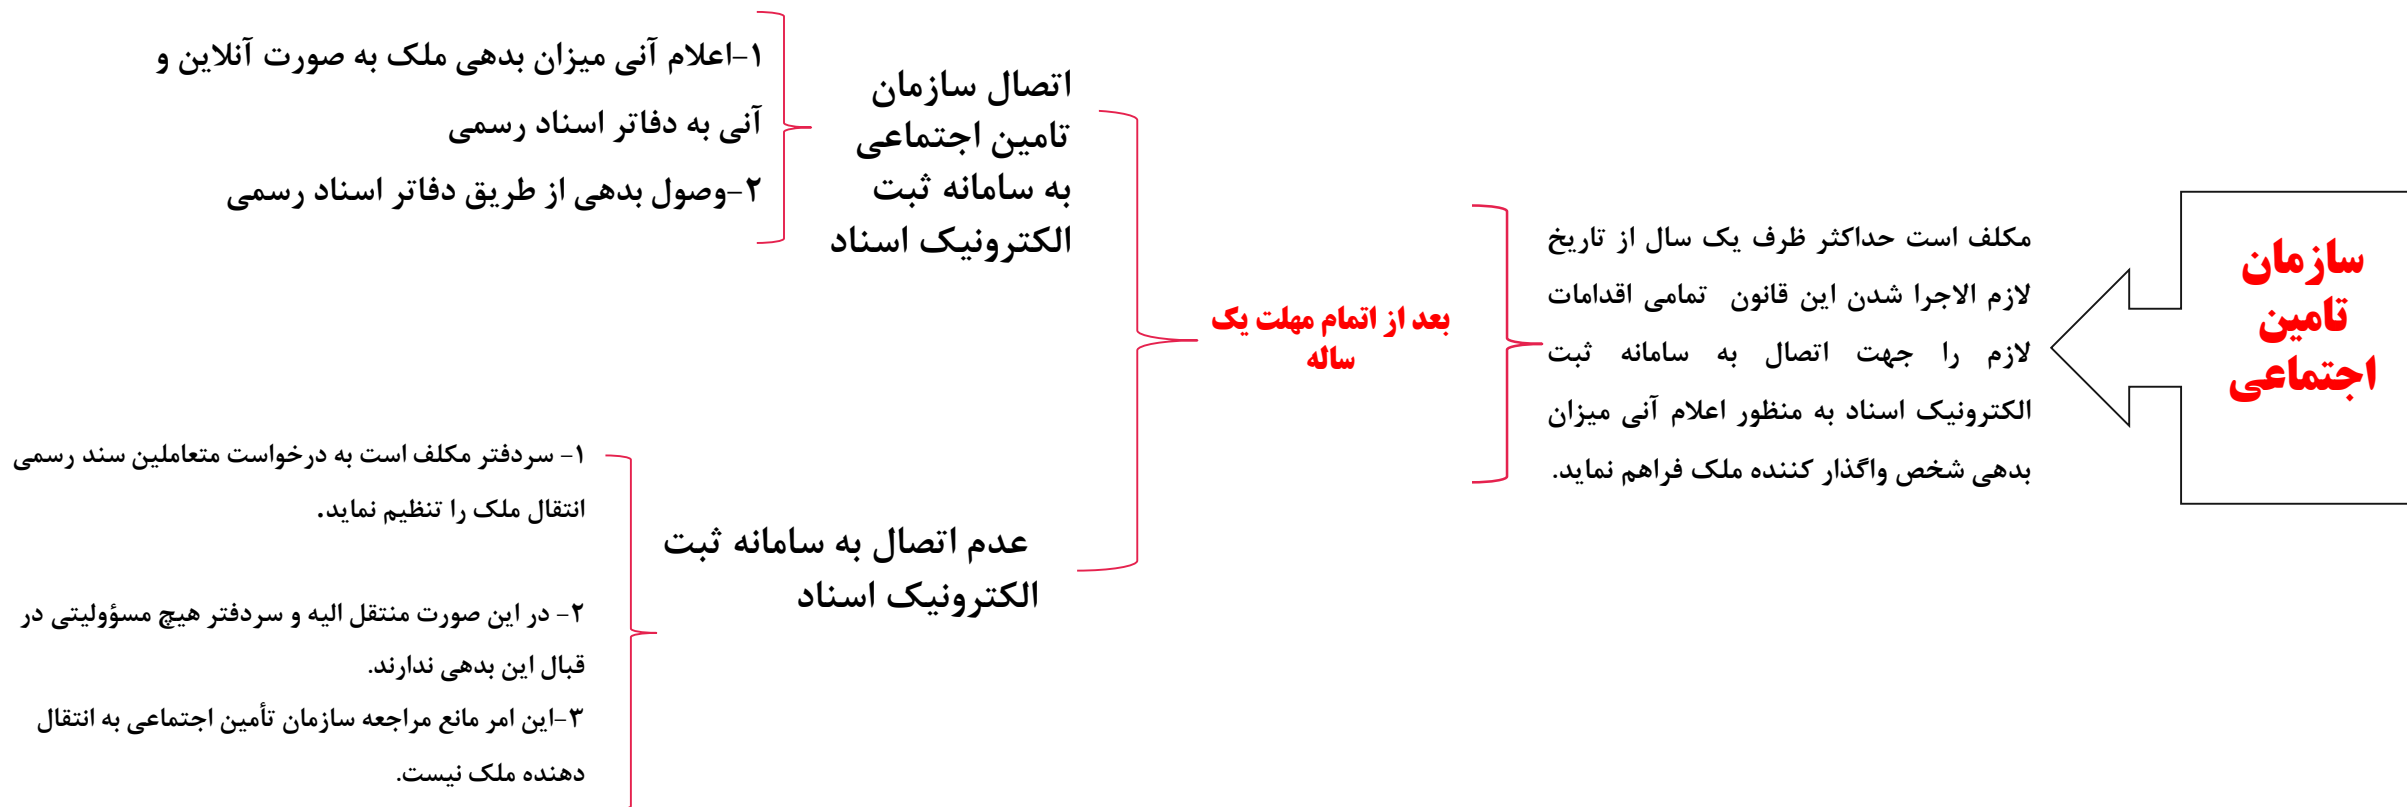 سازمان
تامین
اجتماعی
مکلف است حداکثر ظرف یک سال از تاریخ
لازم الاجرا شدن این قانون تمامی اقدامات
لازم را جهت اتصال به سامانه ثبت
الکترونیک اسناد به منظور اعلام آنی میزان
بدهی شخص واگذار کننده ملک فراهم نماید.
بعد از اتمام مهلت یک
ساله
اتصال سازمان
تامین اجتماعی
به سامانه ثبت
الکترونیک اسناد
۱-اعلام آنی میزان بدهی ملک به صورت آنلاین و
آنی به دفاتر اسناد رسمی
۲-وصول بدهی از طریق دفاتر اسناد رسمی
عدم اتصال به سامانه ثبت
الکترونیک اسناد
۱- سردفتر مکلف است به درخواست متعاملین سند رسمی
انتقال ملک را تنظیم نماید.
۲- در این صورت منتقل الیه و سردفتر هیچ مسؤولیتی در
قبال این بدهی ندارند.
۳-این امر مانع مراجعه سازمان تأمین اجتماعی به انتقال
دهنده ملک نیست.